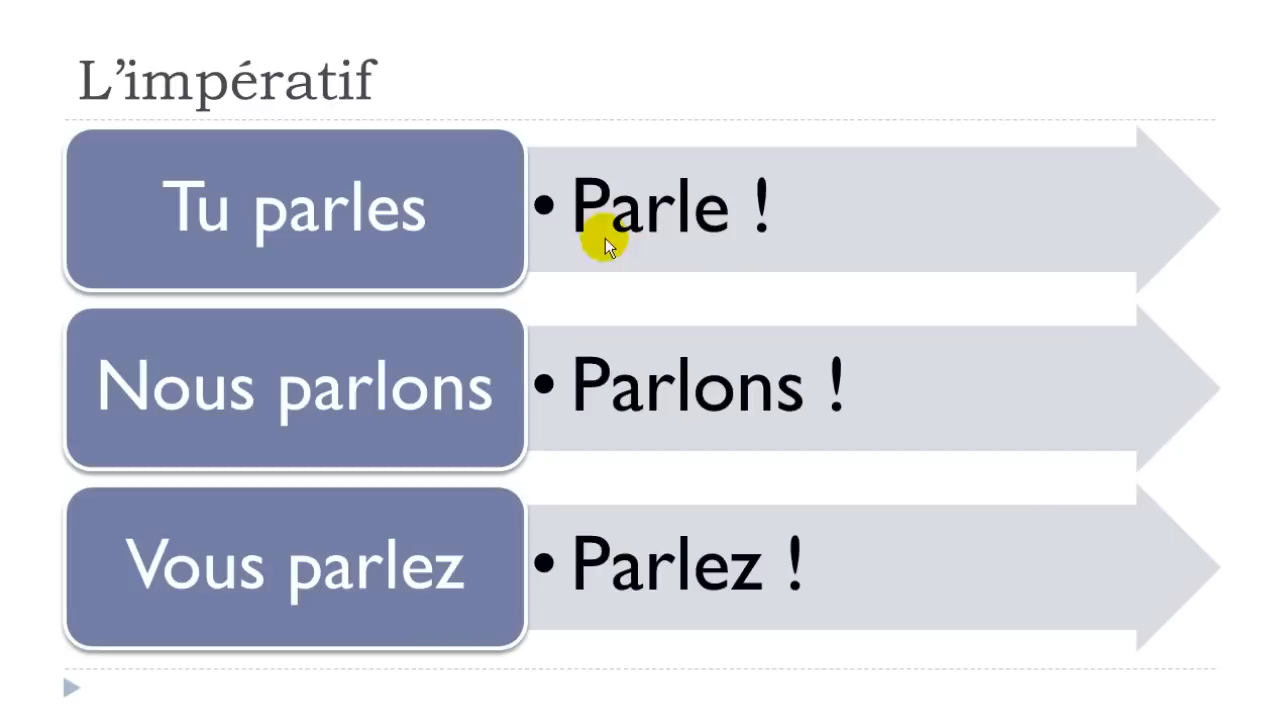 L’impératif
Tu parles
• Parle !
Nous parlons
• Parlons !
Vous parlez
• Parlez !